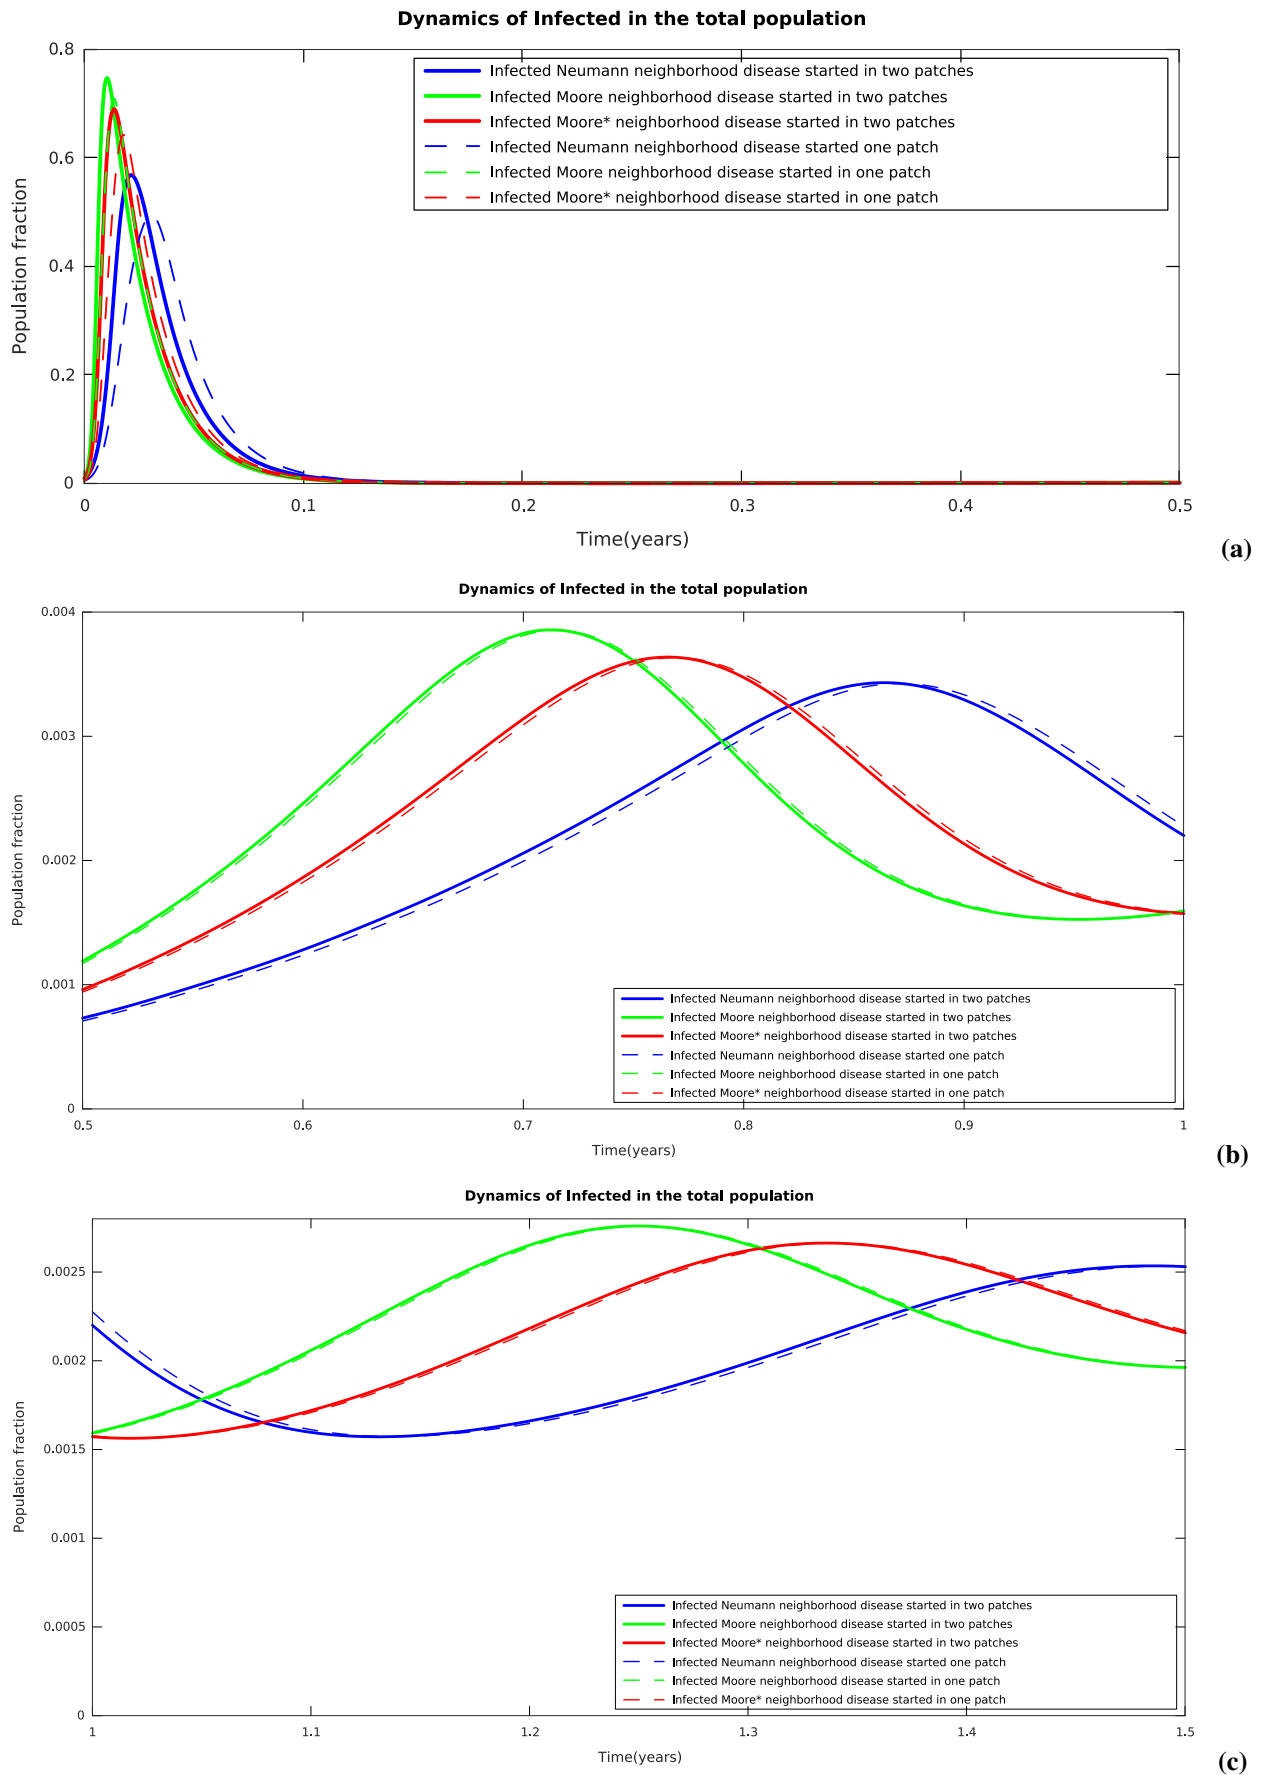 Dynamics of Infected in the total population
0.8
0.6
0.4
0.2
0
Population fraction
Infected Neumann neighborhood disease started in two patches
Infected Moore neighborhood disease started in two patches
Infected Moore* neighborhood disease started in two patches
Infected Neumann neighborhood disease started one patch
Infected Moore neighborhood disease started in one patch
Infected Moore* neighborhood disease started in one patch
0 0.1 0.2 0.3 0.4 0.5
Time(years)
(a)
Dynamics of Infected in the total population
0.004
0.003
0.002
0.001
0
Population fraction
Infected Neumann neighborhood disease started in two patches
Infected Moore neighborhood disease started in two patches
Infected Moore* neighborhood disease started in two patches
Infected Neumann neighborhood disease started one patch
Infected Moore neighborhood disease started in one patch
Infected Moore* neighborhood disease started in one patch
0.5 0.6 0.7 0.8 0.9 1
Time(years)
(b)
Dynamics of Infected in the total population
0.0025
0.002
0.0015
0.001
0.0005
0
Population fraction
Infected Neumann neighborhood disease started in two patches
Infected Moore neighborhood disease started in two patches
Infected Moore* neighborhood disease started in two patches
Infected Neumann neighborhood disease started one patch
Infected Moore neighborhood disease started in one patch
Infected Moore* neighborhood disease started in one patch
1 1.1 1.2 1.3 1.4 1.5
Time(years)
(c)